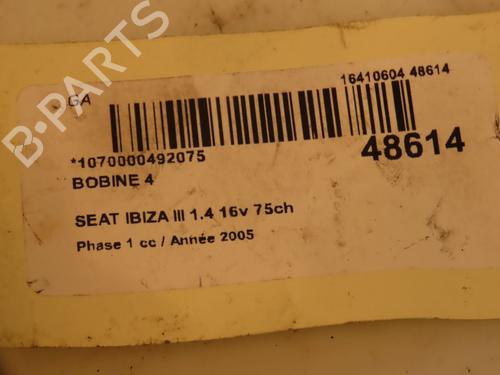 B-PARTS
GA
16410604 48614
*1070000492075
48614
BOBINE 4
SEAT IBIZA III 1.4 16v 75ch
Phase 1 cc / Année 2005